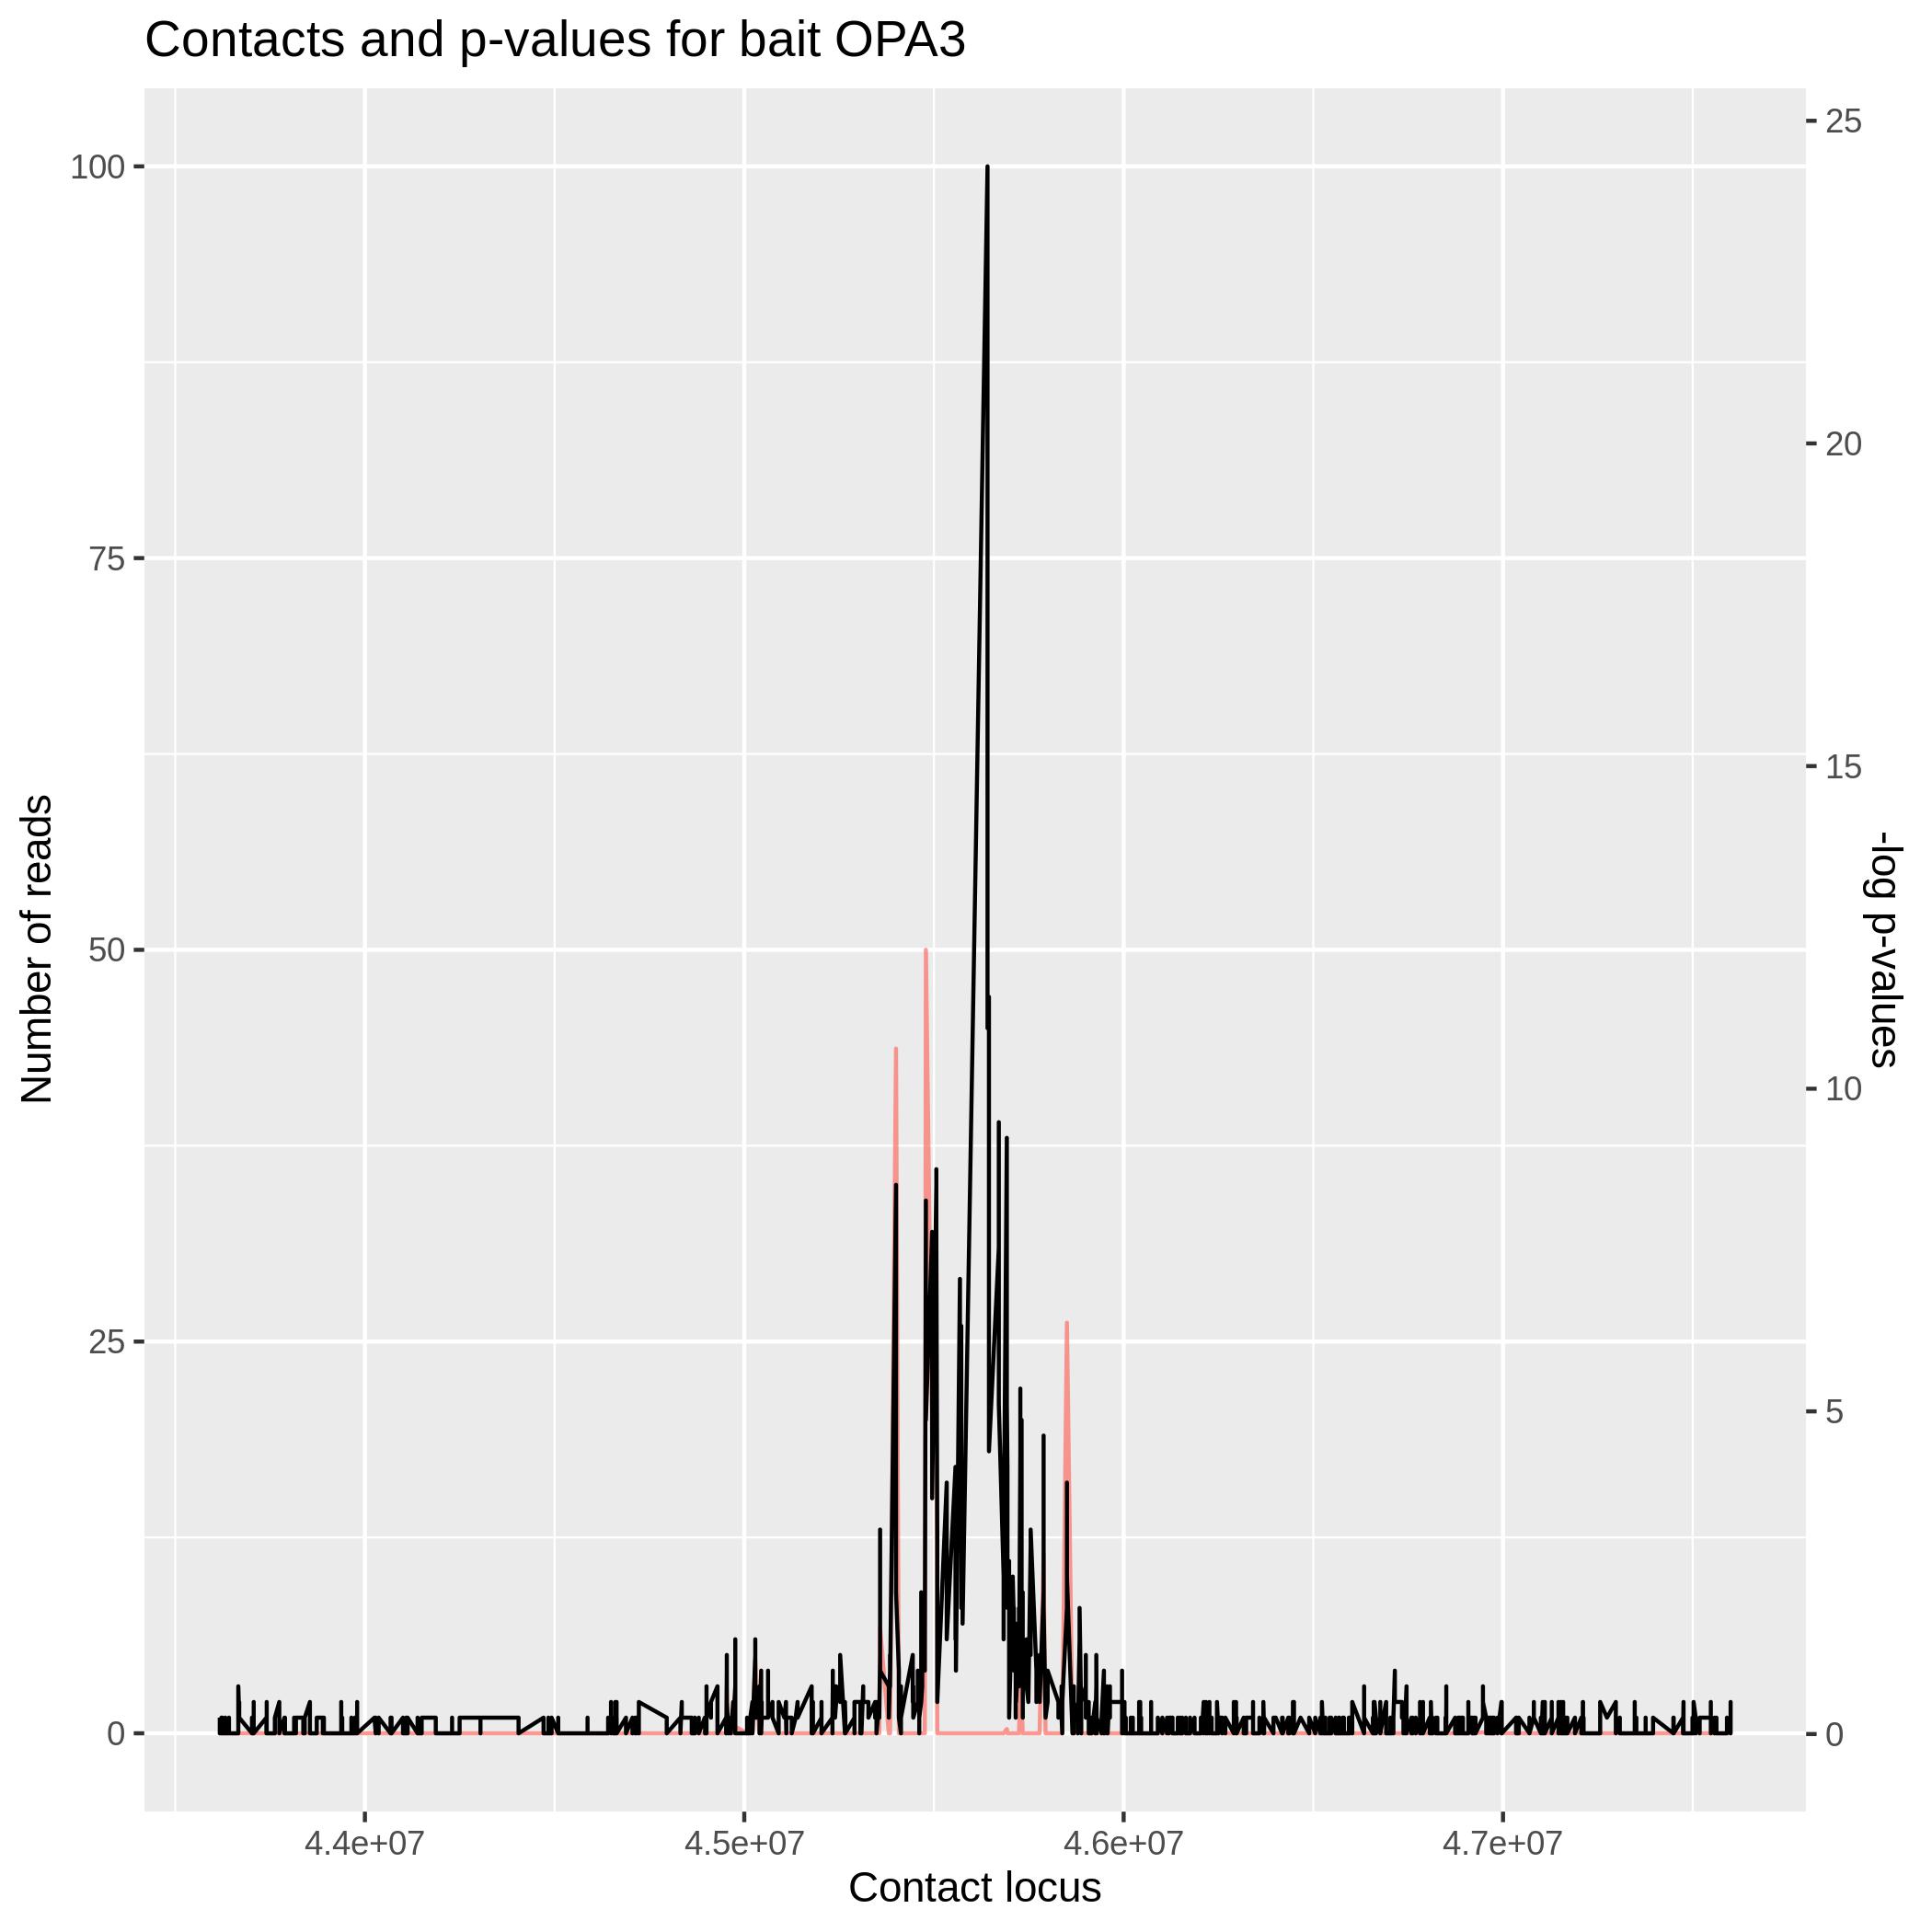 Contacts and p-values for bait OPA3
Number of reads
100
75
50
25
0
25
20
15
10
5
0
-log p-values
4.4e+07
4.5e+07
4.6e+07
4.7e+07
Contact locus